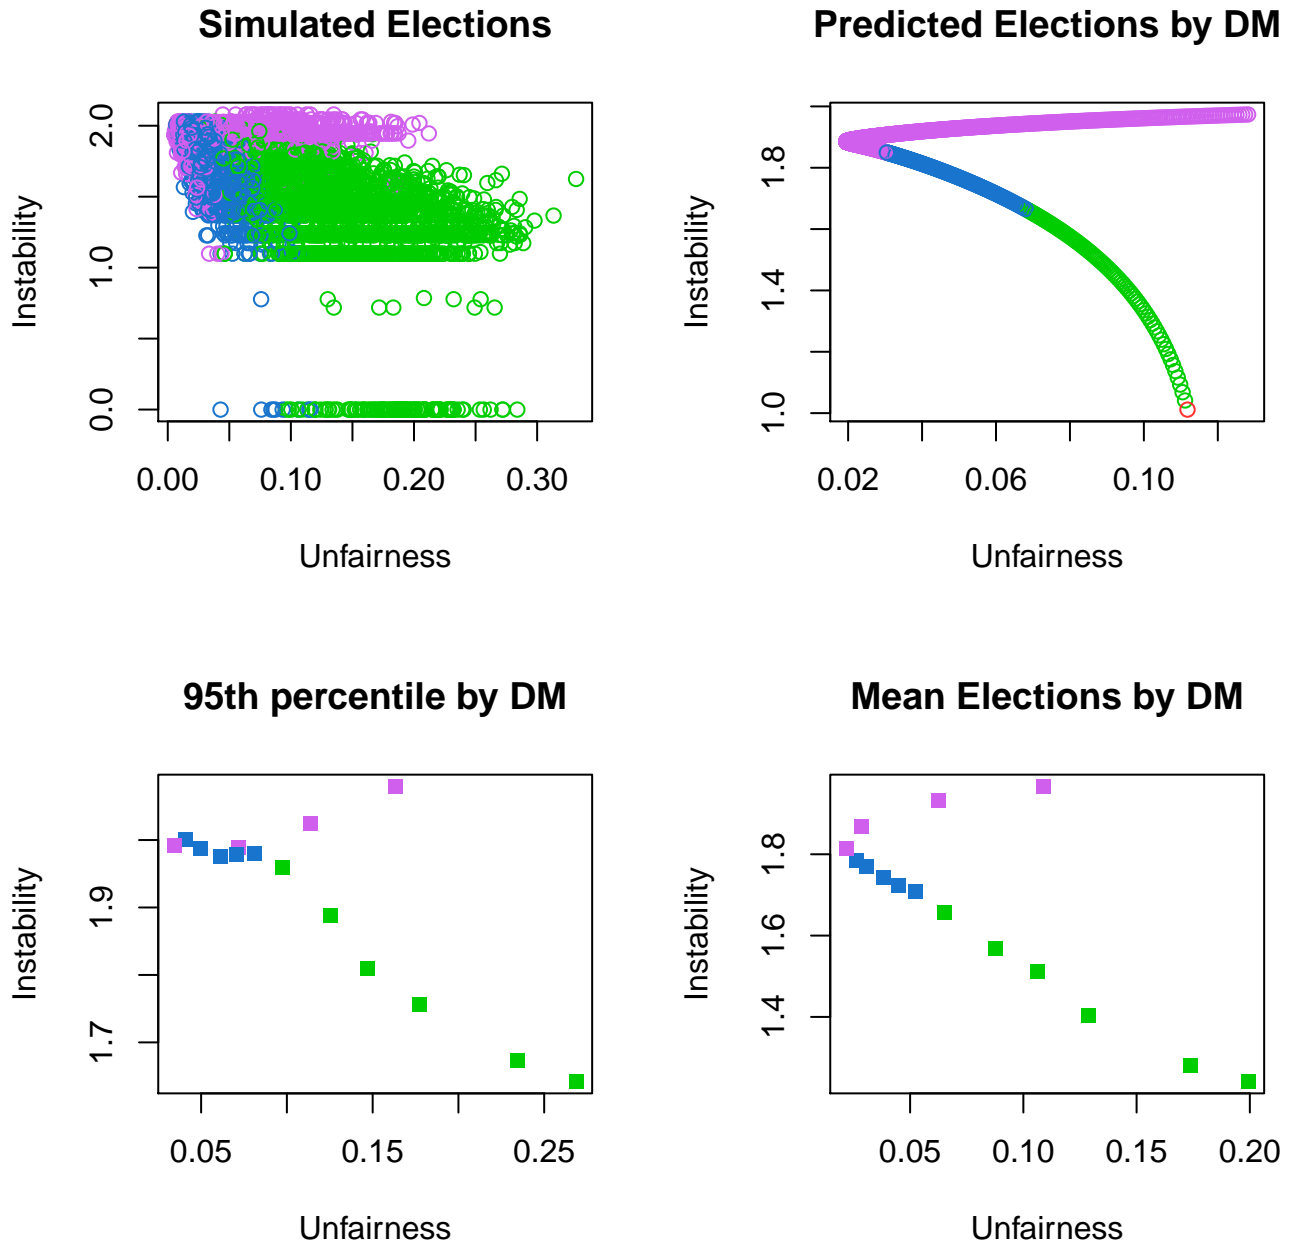 Simulated Elections
Instability
2.0
1.0
0.0
0.00 0.10 0.20 0.30
Unfairness
Predicted Elections by DM
Instability
1.8
1.4
1.0
0.02 0.06 0.10
Unfairness
95th percentile by DM
Instability
1.9
1.7
0.05 0.15 0.25
Unfairness
Mean Elections by DM
Instability
1.8
1.6
1.4
0.05 0.10 0.15 0.20
Unfairness